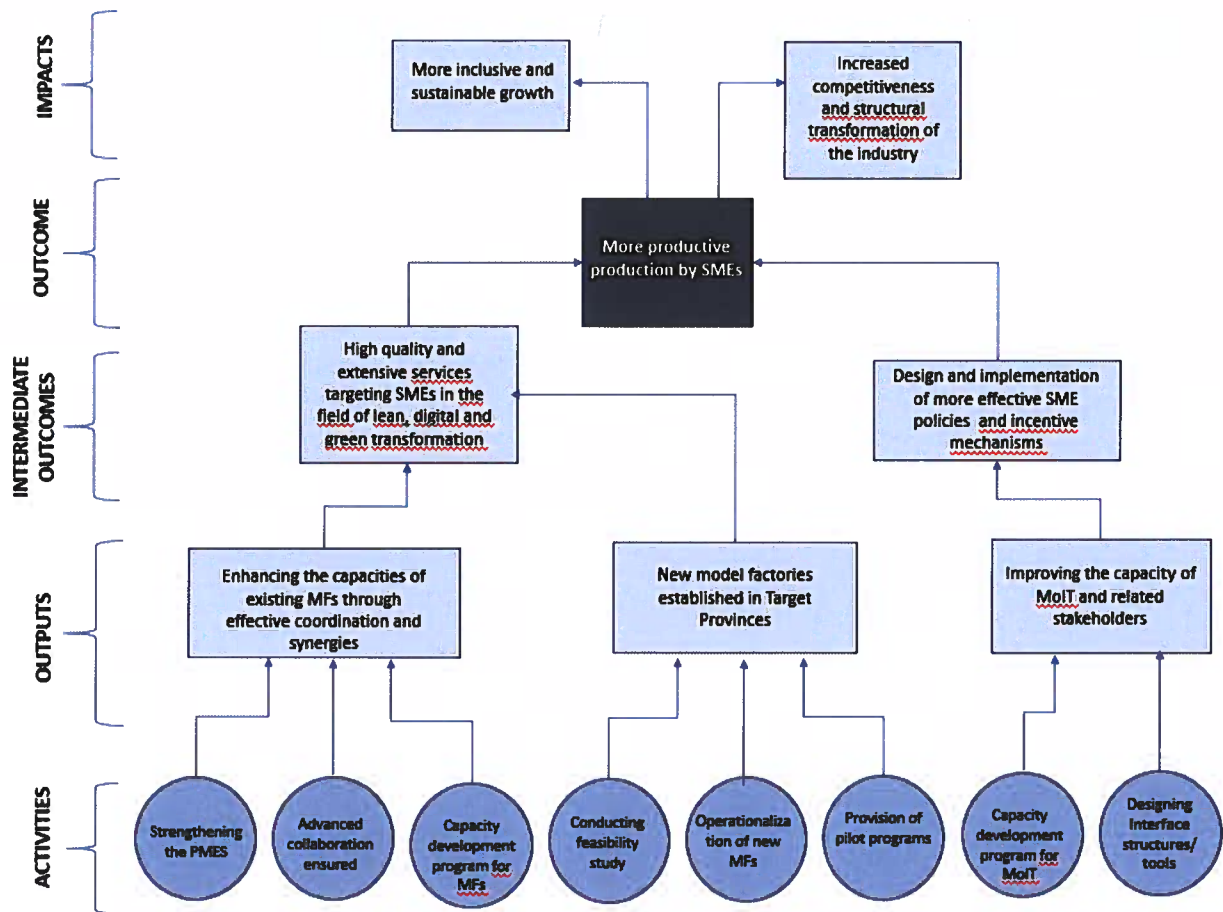 IMPACTS
More inclusive and
sustainable growth
Increased
competitiveness
and structural
transformation of
the industry
OUTCOME
More productive
production by SMEs
INTERMEDIATE
OUTCOMES
High quality and
extensive services
targeting SMEs in the
field of lean, digital and
green transformation
Design and implementation
of more effective SME
policies and incentive
mechanisms
OUTPUTS
Enhancing the capacities of
existing MFs through
effective coordination and
synergies
New model factories
established in Target
Provinces
Improving the capacity of
MoIT and related
stakeholders
ACTIVITIES
Strengthening
the PMES
Advanced
collaboration
ensured
Capacity
development
program for
MFs
Conducting
feasibility
study
Operationaliza
tion of new
MFs
Provision of
pilot programs
Capacity
development
program for
MoIT
Designing
Interface
structures/
tools